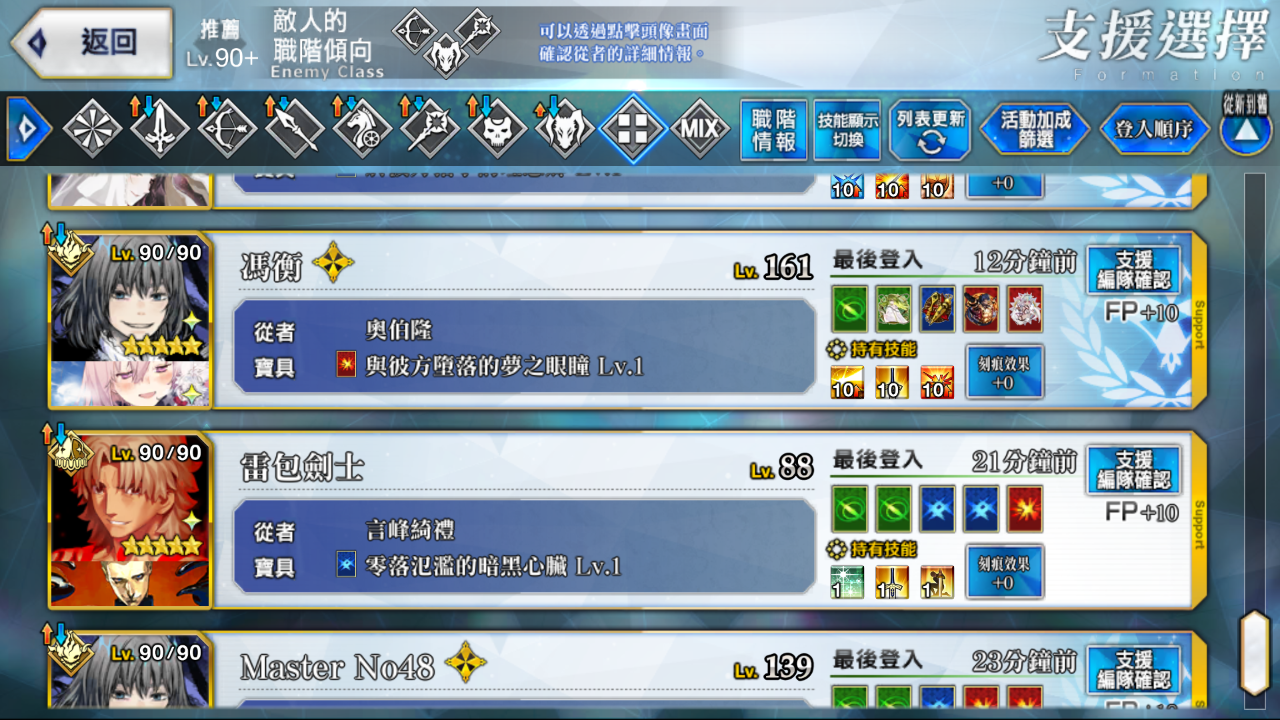 返回
推薦
Lv.90+
敵人的
職階傾向
Enemy Class
可以透過點擊頭像畫面
確認從者的詳細情報。
支援選擇
Formation
MIX
職階
情報
技能顯示
切換
列表更新
活動加成
篩選
登入順序
從新到舊
10 10 10
+0
Lv. 90/90
馮衡
Lv. 161
從者 奧伯隆
寶具 與彼方墮落的夢之眼瞳 Lv.1
最後登入 12分鐘前
持有技能
10 10 10
刻痕效果
+0
支援
編隊確認
FP+10
Support
Lv. 90/90
雷包劍士
Lv. 88
從者 言峰綺禮
寶具 零落氾濫的暗黑心臟 Lv.1
最後登入 21分鐘前
持有技能
1 1 1
刻痕效果
+0
支援
編隊確認
FP+10
Support
Lv. 90/90
Master No48
Lv. 139
最後登入 23分鐘前
支援
編隊確認